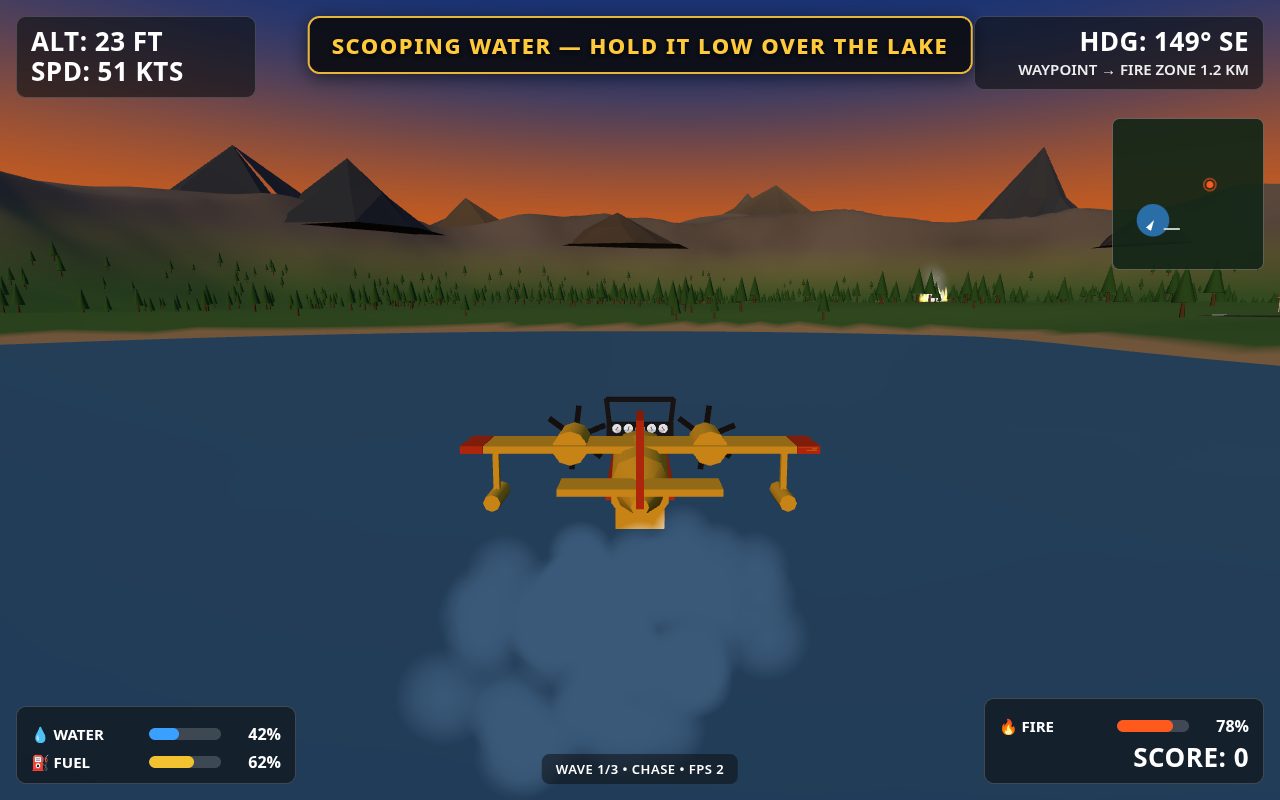 ALT: 23 FT
SPD: 51 KTS
SCOOPING WATER — HOLD IT LOW OVER THE LAKE
HDG: 149° SE
WAYPOINT → FIRE ZONE 1.2 KM
WATER 42%
FUEL 62%
WAVE 1/3 • CHASE • FPS 2
FIRE 78%
SCORE: 0